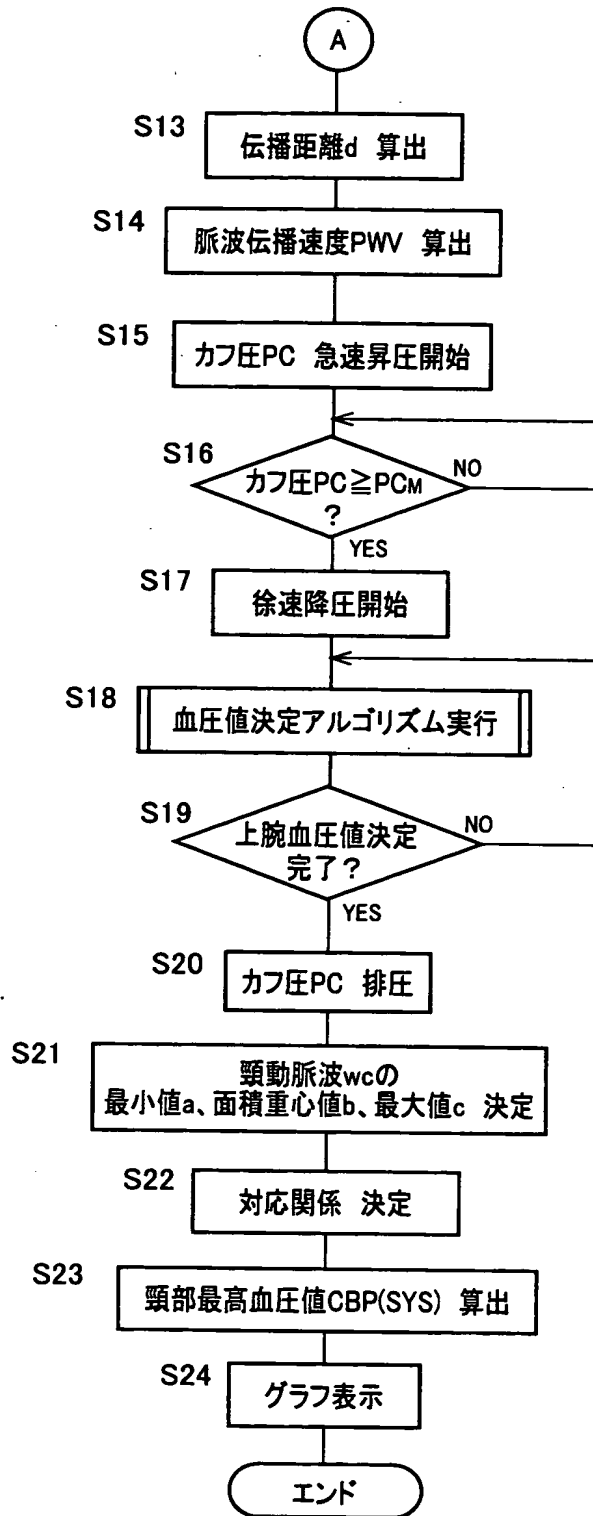 A
S13
伝播距離d 算出
S14
脈波伝播速度PWV 算出
S15
カフ圧PC 急速昇圧開始
S16
カフ圧PC≧PCM
?
NO
YES
S17
徐速降圧開始
S18
血圧値決定アルゴリズム実行
S19
上腕血圧値決定
完了?
NO
YES
S20
カフ圧PC 排圧
S21
頸動脈波wcの
最小値a、面積重心値b、最大値c 決定
S22
対応関係 決定
S23
頸部最高血圧値CBP(SYS) 算出
S24
グラフ表示
エンド